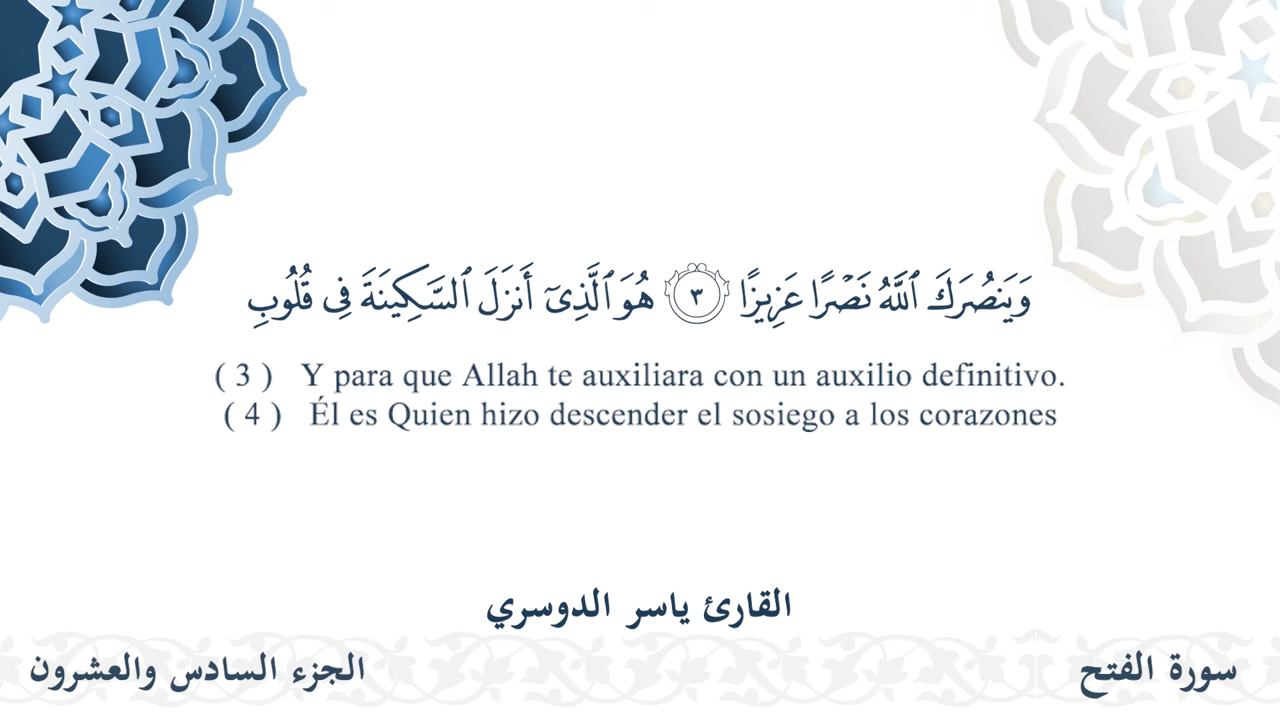 وَيَنصُرَكَ ٱللَّهُ نَصْرًا عَزِيزًا ٣ هُوَ ٱلَّذِىٓ أَنزَلَ ٱلسَّكِينَةَ فِى قُلُوبِ
( 3 ) Y para que Allah te auxiliara con un auxilio definitivo.
( 4 ) Él es Quien hizo descender el sosiego a los corazones
القارئ ياسر الدوسري
سورة الفتح
الجزء السادس والعشرون